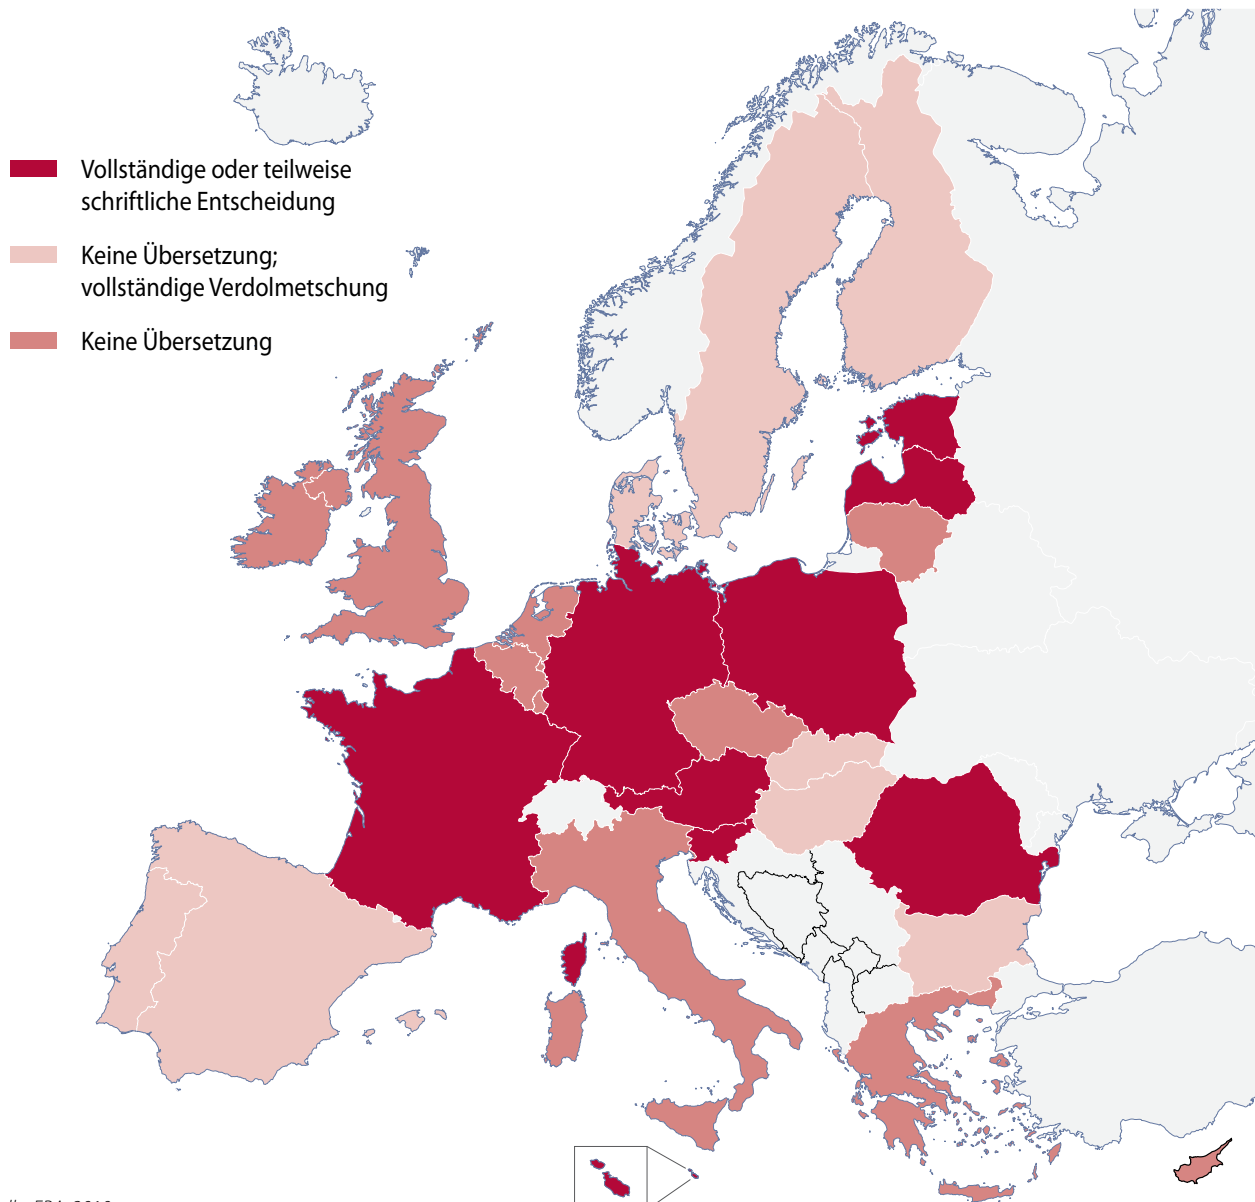 Vollständige oder teilweise
schriftliche Entscheidung
Keine Übersetzung;
vollständige Verdolmetschung
Keine Übersetzung